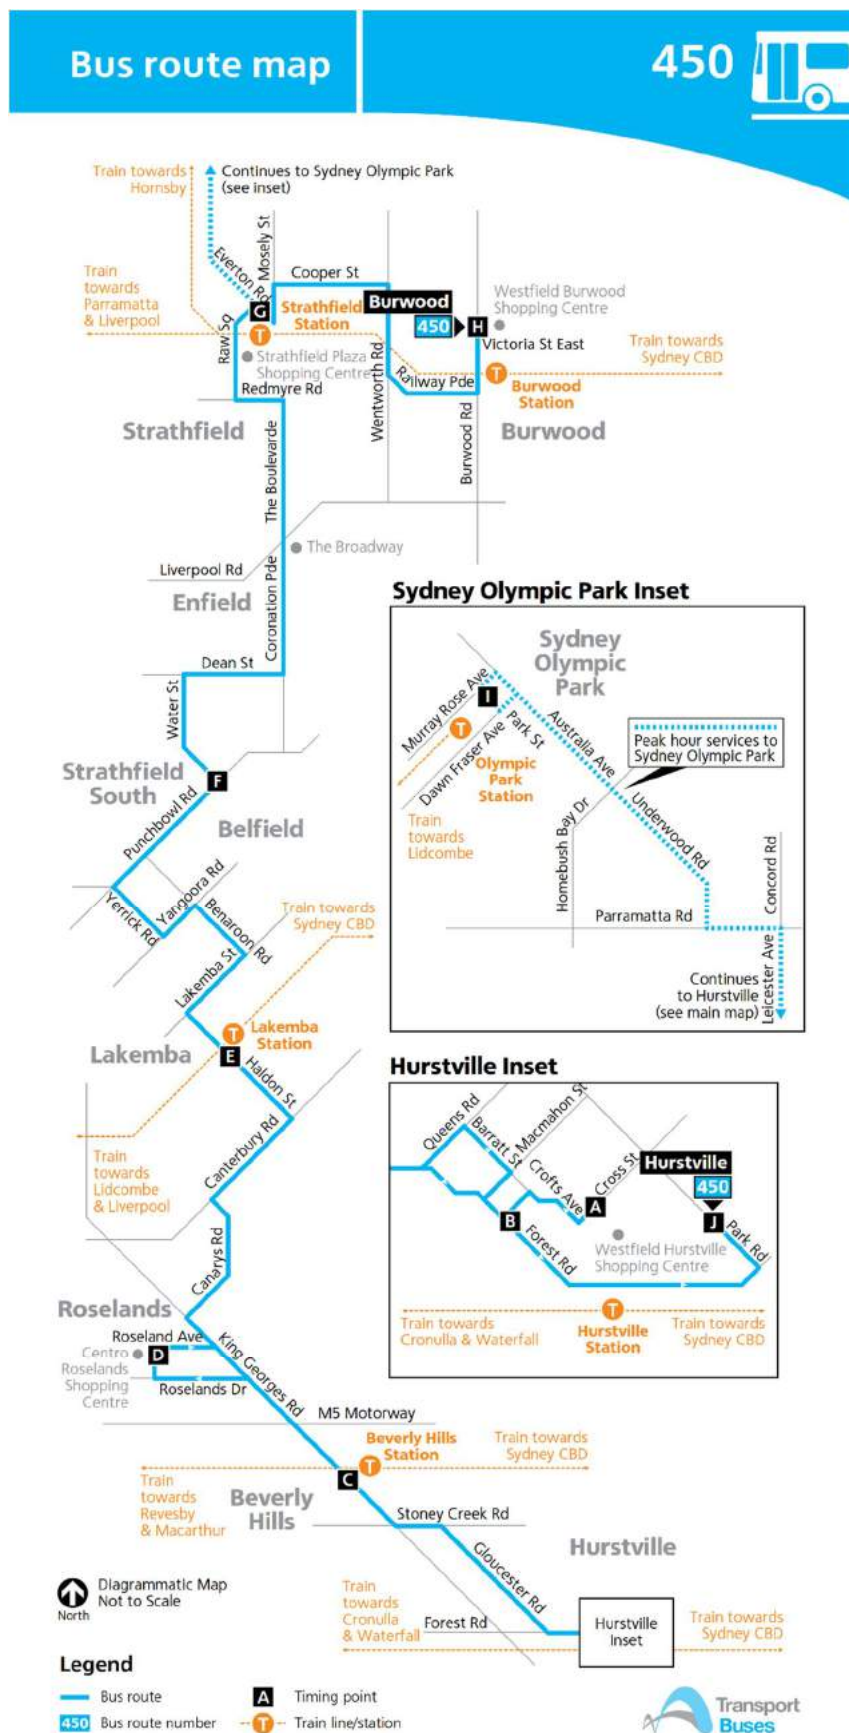 Bus route map
450
Train towards
Hornsby
Continues to Sydney Olympic Park
(see inset)
Mosely St
Everton Rd
Cooper St
Train
towards
Parramatta
& Liverpool
G
Strathfield
Station
T
Burwood
450
H
Westfield Burwood
Shopping Centre
Victoria St East
Raw Sq
Strathfield Plaza
Shopping Centre
Wentworth Rd
Train towards
Sydney CBD
Redmyre Rd
Railway Pde
T
Burwood
Station
Strathfield
Burwood
The Boulevarde
Burwood Rd
The Broadway
Liverpool Rd
Coronation Pde
Enfield
Dean St
Water St
Strathfield
South
F
Punchbowl Rd
Belfield
Yangoora Rd
Yerrick Rd
Benaroon Rd
Train towards
Sydney CBD
Lakemba St
T
Lakemba
Station
Lakemba
E
Haldon St
Canterbury Rd
Train
towards
Lidcombe
& Liverpool
Canarys Rd
Roselands
Roseland Ave
Centro
Roselands
Shopping
Centre
D
Roselands Dr
King Georges Rd
M5 Motorway
Beverly Hills
Station
T
Train towards
Sydney CBD
C
Train
towards
Revesby
& Macarthur
Beverly
Hills
Stoney Creek Rd
Hurstville
Gloucester Rd
Train
towards
Cronulla
& Waterfall
Forest Rd
Hurstville
Inset
Train towards
Sydney CBD
Sydney Olympic Park Inset
Sydney
Olympic
Park
Murray Rose Ave
I
T
Park St
Dawn Fraser Ave
Olympic
Park
Station
Australia Ave
Peak hour services to
Sydney Olympic Park
Train
towards
Lidcombe
Homebush Bay Dr
Underwood Rd
Concord Rd
Parramatta Rd
Leicester Ave
Continues
to Hurstville
(see main map)
Hurstville Inset
Queens Rd
Barratt St
Macmahon St
Crofts Ave
Cross St
A
Hurstville
450
J
Park Rd
B
Forest Rd
Westfield Hurstville
Shopping Centre
Train towards
Cronulla & Waterfall
T
Hurstville
Station
Train towards
Sydney CBD
North
Diagrammatic Map
Not to Scale
Legend
Bus route
A
Timing point
450
Bus route number
T
Train line/station
Transport
Buses